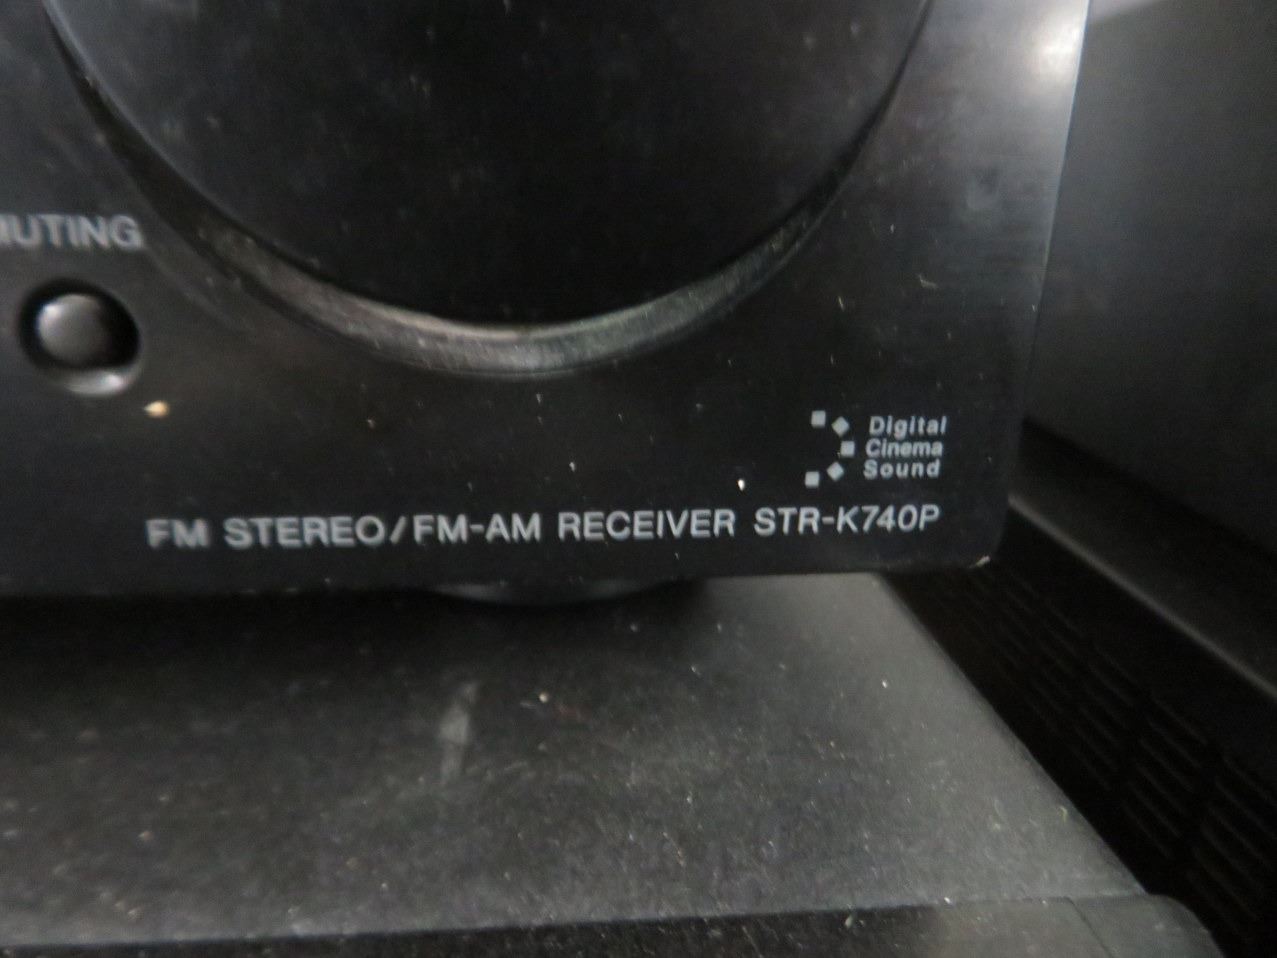 MUTING
Digital
Cinema
Sound
FM STEREO/FM-AM RECEIVER STR-K740P